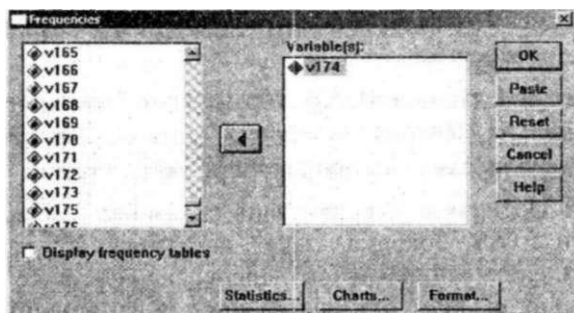 Frequencies
v165
v166
v167
v168
v169
v170
v171
v172
v173
v175
v176
Display frequency tables
Variable(s):
v174
OK
Paste
Reset
Cancel
Help
Statistics...
Charts...
Format...